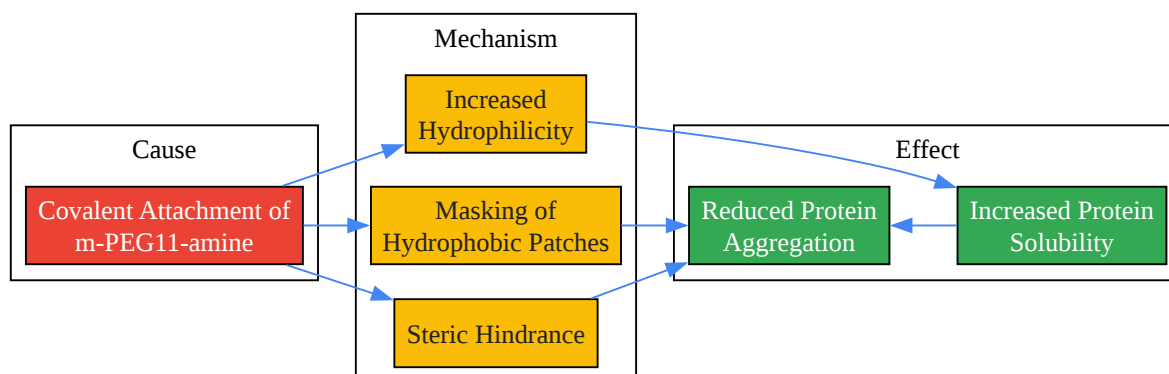 Cause
Covalent Attachment of
m-PEG11-amine
Mechanism
Increased
Hydrophilicity
Masking of
Hydrophobic Patches
Steric Hindrance
Effect
Reduced Protein
Aggregation
Increased Protein
Solubility